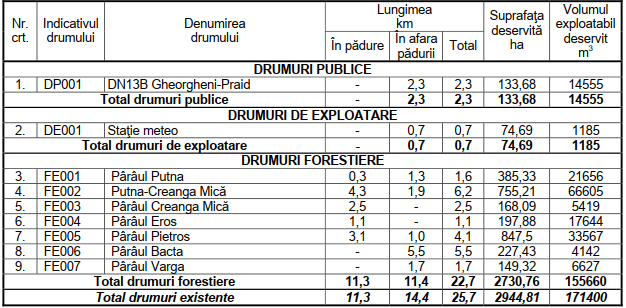 Nr. crt. Indicativul drumului Denumirea drumului Lungimea km Suprafaţa deservită ha Volumul exploatabil deservit m3
În pădure În afara pădurii Total
DRUMURI PUBLICE
1. DP001 DN13B Gheorgheni-Praid - 2,3 2,3 133,68 14555
Total drumuri publice - 2,3 2,3 133,68 14555
DRUMURI DE EXPLOATARE
2. DE001 Staţie meteo - 0,7 0,7 74,69 1185
Total drumuri de exploatare - 0,7 0,7 74,69 1185
DRUMURI FORESTIERE
3. FE001 Pârâul Putna 0,3 1,3 1,6 385,33 21656
4. FE002 Putna-Creanga Mică 4,3 1,9 6,2 755,21 66605
5. FE003 Pârâul Creanga Mică 2,5 - 2,5 168,09 5419
6. FE004 Pârâul Eros 1,1 - 1,1 197,88 17644
7. FE005 Pârâul Pietros 3,1 1,0 4,1 847,5 33567
8. FE006 Pârâul Bacta - 5,5 5,5 227,43 4142
9. FE007 Pârâul Varga - 1,7 1,7 149,32 6627
Total drumuri forestiere 11,3 11,4 22,7 2730,76 155660
Total drumuri existente 11,3 14,4 25,7 2944,81 171400